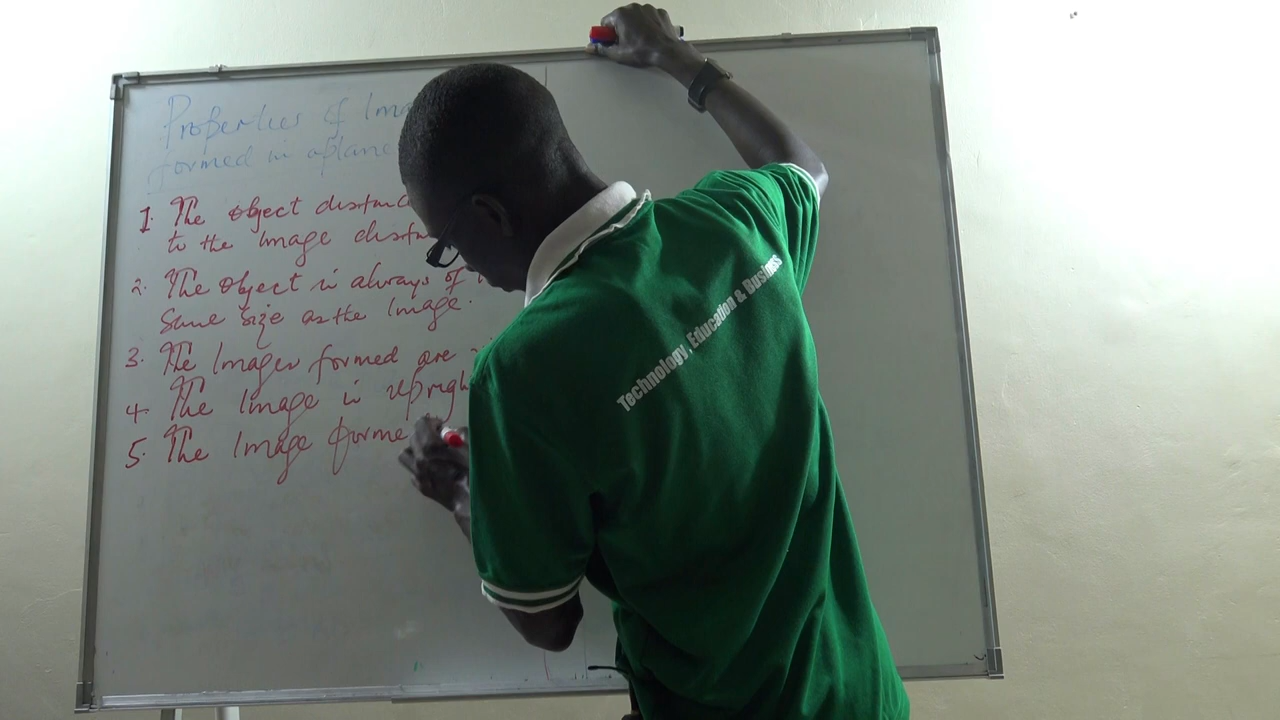 Properties of Ima
formed in aplane
1. The object distanc
to the Image distan
2. The object is always of
Same size as the Image.
3. The Images formed are
4. The Image is upright
5. The Image forme
Technology, Education & Business